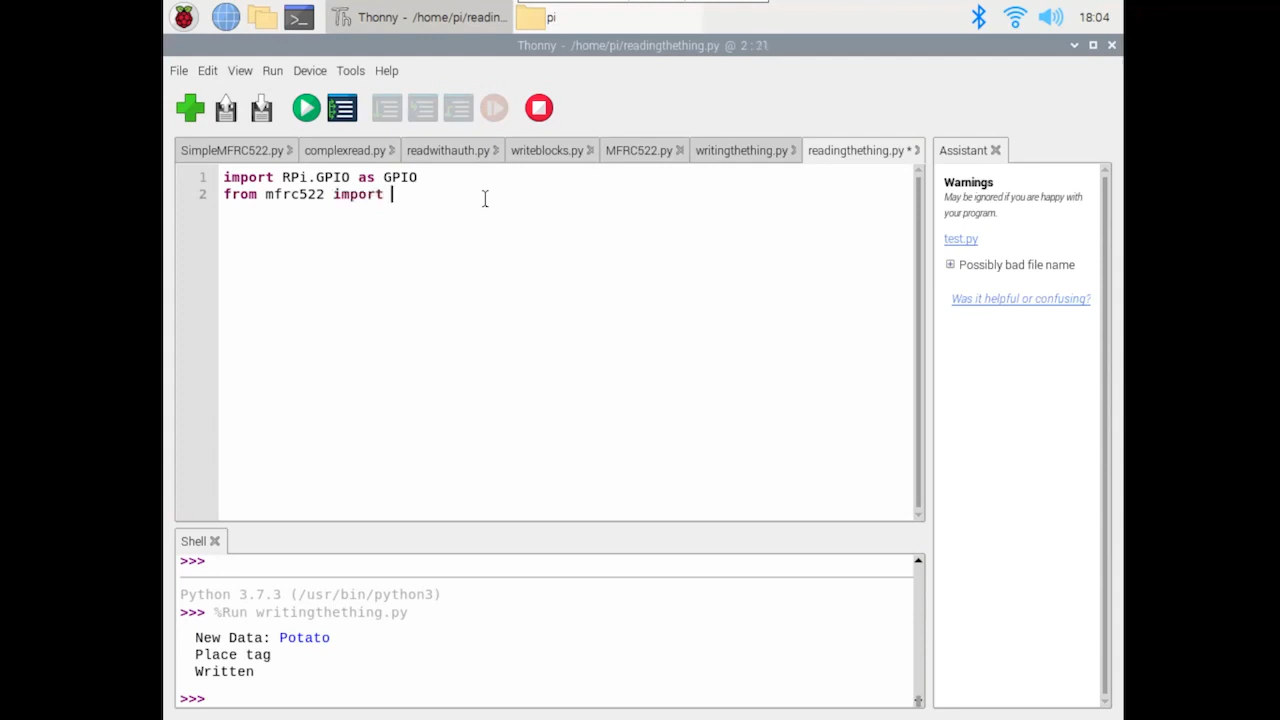 Thonny - /home/pi/readin...
pi
18:04
Thonny - /home/pi/readingthething.py @ 2:21
File Edit View Run Device Tools Help
SimpleMFRC522.py complexread.py readwithauth.py writeblocks.py MFRC522.py writingthething.py readingthething.py *
1 import RPi.GPIO as GPIO
2 from mfrc522 import
Assistant
Warnings
May be ignored if you are happy with
your program.
test.py
Possibly bad file name
Was it helpful or confusing?
Shell
>>>
Python 3.7.3 (/usr/bin/python3)
>>> %Run writingthething.py
New Data: Potato
Place tag
Written
>>>